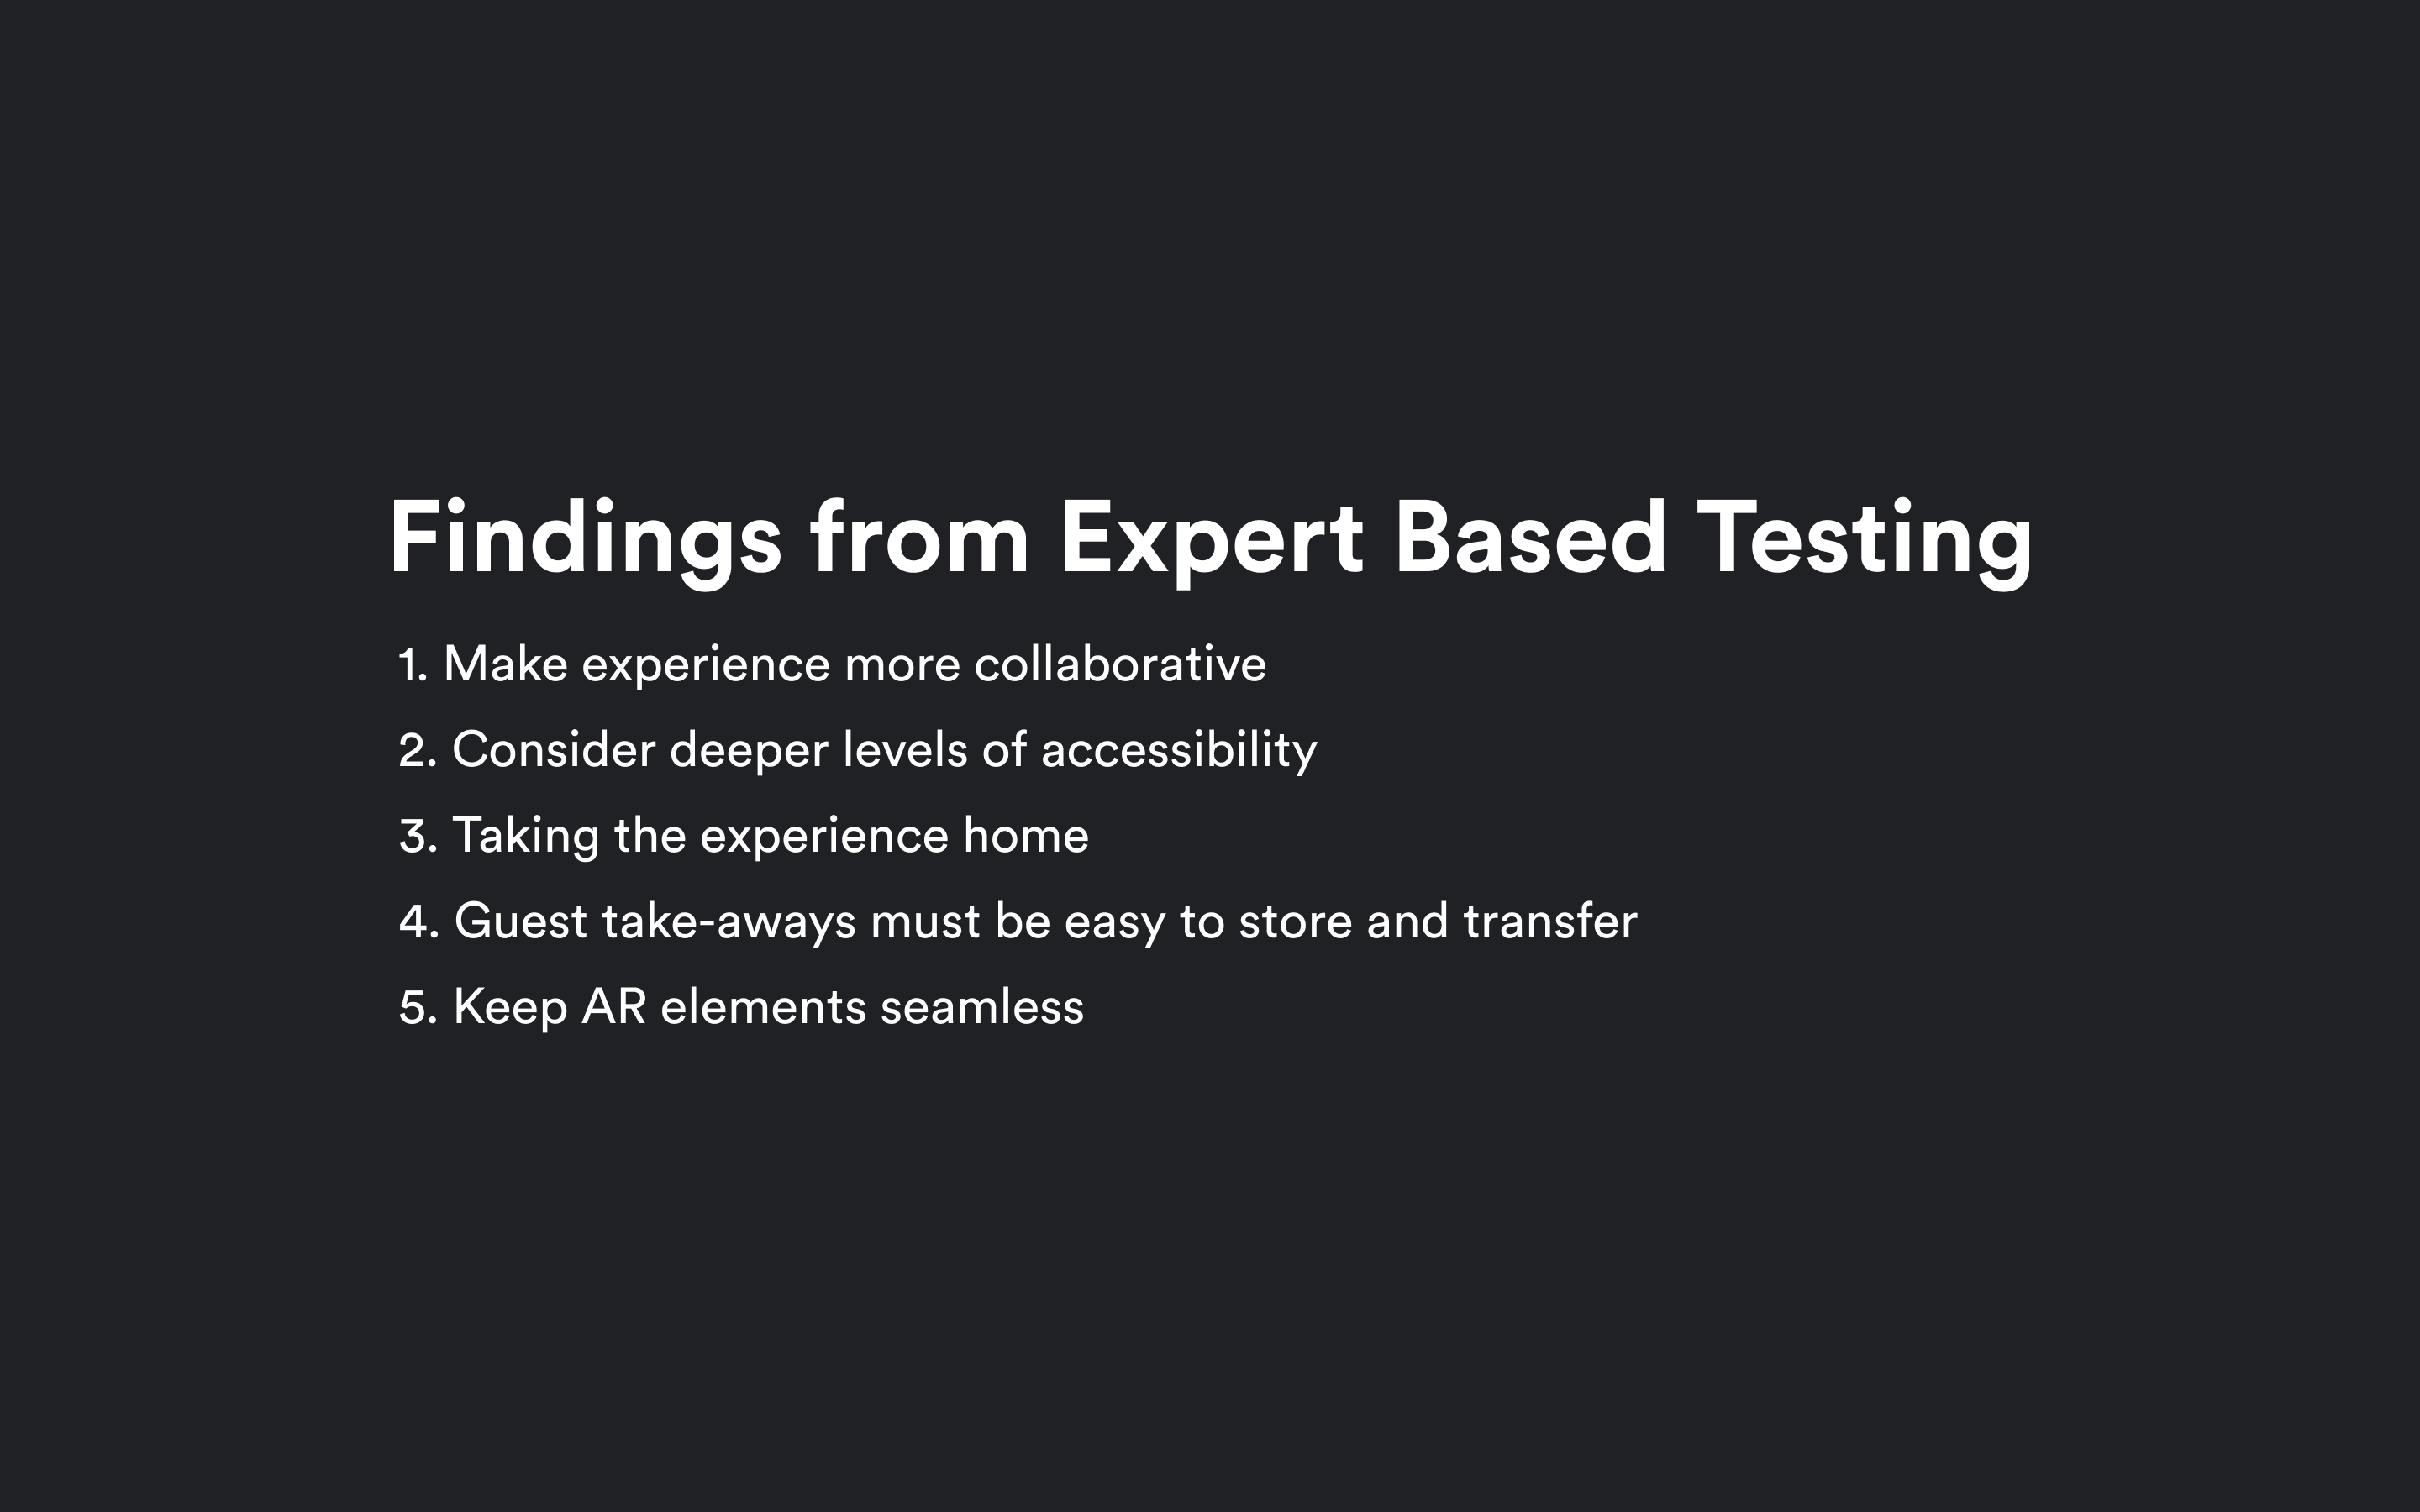 Findings from Expert Based Testing
1. Make experience more collaborative
2. Consider deeper levels of accessibility
3. Taking the experience home
4. Guest take-aways must be easy to store and transfer
5. Keep AR elements seamless